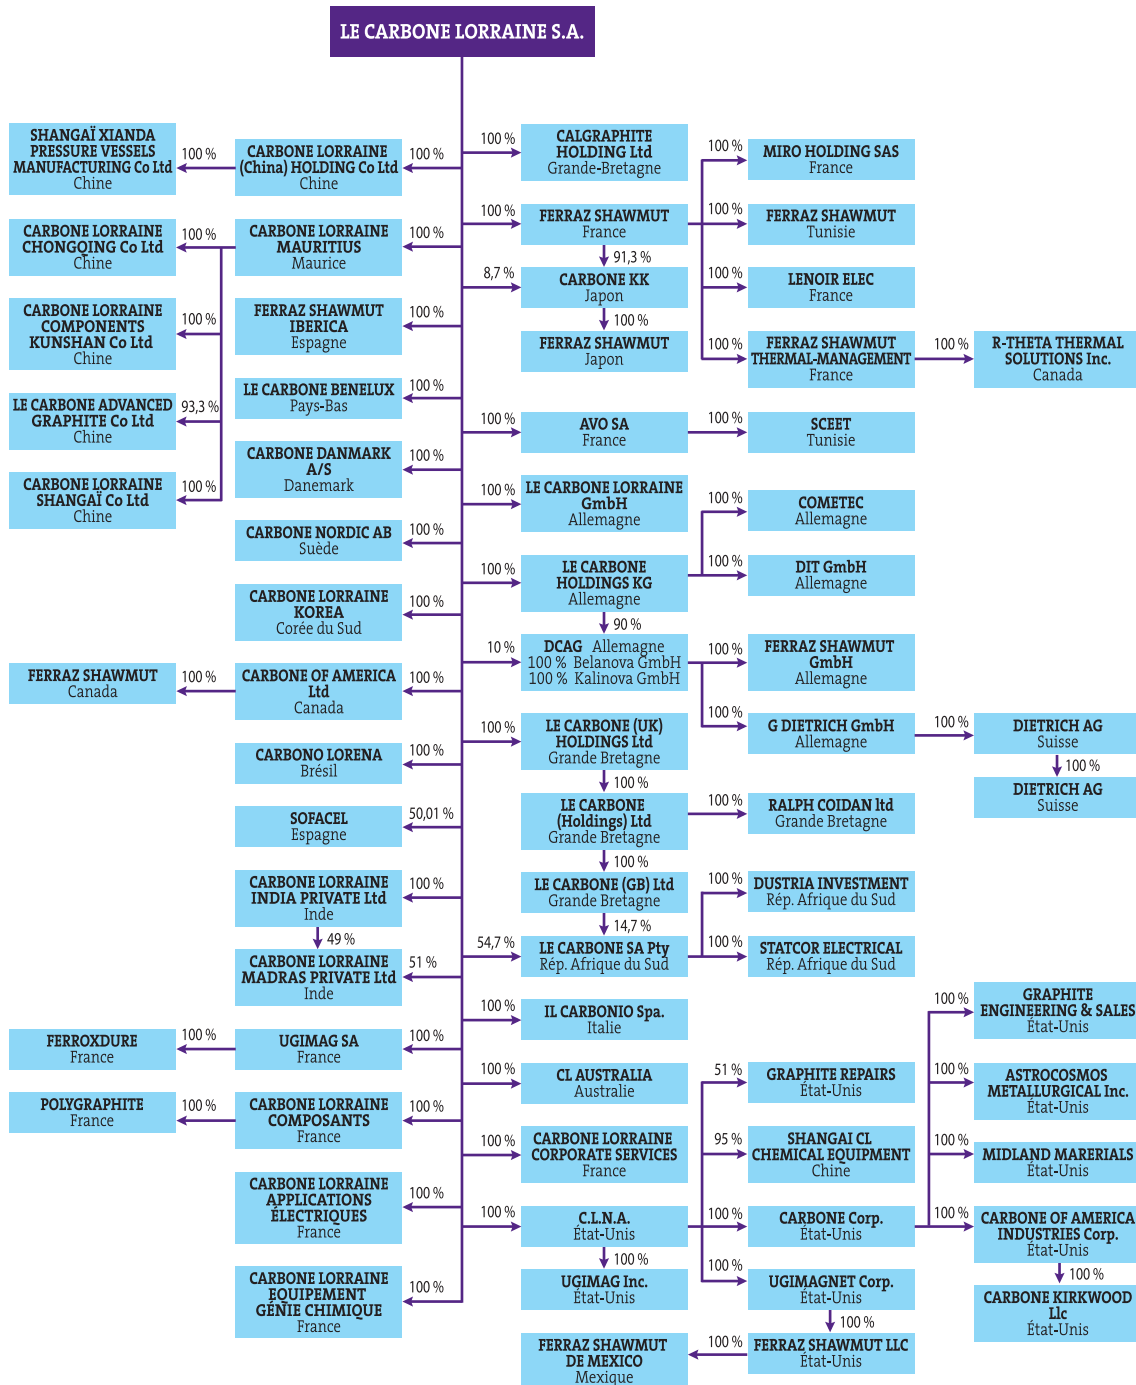 LE CARBONE LORRAINE S.A.
SHANGAÏ XIANDA
PRESSURE VESSELS
MANUFACTURING Co Ltd
Chine
100 %
CARBONE LORRAINE
(China) HOLDING Co Ltd
Chine
100 %
CARBONE LORRAINE
CHONGQING Co Ltd
Chine
100 %
CARBONE LORRAINE
MAURITIUS
Maurice
100 %
CARBONE LORRAINE
COMPONENTS
KUNSHAN Co Ltd
Chine
100 %
FERRAZ SHAWMUT
IBERICA
Espagne
100 %
LE CARBONE ADVANCED
GRAPHITE Co Ltd
Chine
93,3 %
LE CARBONE BENELUX
Pays-Bas
100 %
CARBONE LORRAINE
SHANGAÏ Co Ltd
Chine
100 %
CARBONE DANMARK
A/S
Danemark
100 %
CARBONE NORDIC AB
Suède
100 %
CARBONE LORRAINE
KOREA
Corée du Sud
100 %
FERRAZ SHAWMUT
Canada
100 %
CARBONE OF AMERICA
Ltd
Canada
100 %
CARBONO LORENA
Brésil
100 %
SOFACEL
Espagne
50,01 %
CARBONE LORRAINE
INDIA PRIVATE Ltd
Inde
100 %
49 %
CARBONE LORRAINE
MADRAS PRIVATE Ltd
Inde
51 %
FERROXDURE
France
100 %
UGIMAG SA
France
100 %
POLYGRAPHITE
France
100 %
CARBONE LORRAINE
COMPOSANTS
France
100 %
CARBONE LORRAINE
APPLICATIONS
ÉLECTRIQUES
France
100 %
CARBONE LORRAINE
EQUIPEMENT
GÉNIE CHIMIQUE
France
100 %
100 %
CALGRAPHITE
HOLDING Ltd
Grande-Bretagne
100 %
FERRAZ SHAWMUT
France
91,3 %
8,7 %
CARBONE KK
Japon
100 %
FERRAZ SHAWMUT
Japon
100 %
MIRO HOLDING SAS
France
100 %
FERRAZ SHAWMUT
Tunisie
100 %
LENOIR ELEC
France
100 %
FERRAZ SHAWMUT
THERMAL-MANAGEMENT
France
100 %
R-THETA THERMAL
SOLUTIONS Inc.
Canada
100 %
AVO SA
France
100 %
SCEET
Tunisie
100 %
LE CARBONE LORRAINE
GmbH
Allemagne
100 %
LE CARBONE
HOLDINGS KG
Allemagne
100 %
COMETEC
Allemagne
100 %
DIT GmbH
Allemagne
90 %
10 %
DCAG Allemagne
100 % Belanova GmbH
100 % Kalinova GmbH
100 %
FERRAZ SHAWMUT
GmbH
Allemagne
100 %
G DIETRICH GmbH
Allemagne
100 %
DIETRICH AG
Suisse
100 %
DIETRICH AG
Suisse
100 %
LE CARBONE (UK)
HOLDINGS Ltd
Grande Bretagne
100 %
LE CARBONE
(Holdings) Ltd
Grande Bretagne
100 %
RALPH COIDAN ltd
Grande Bretagne
100 %
LE CARBONE (GB) Ltd
Grande Bretagne
14,7 %
54,7 %
LE CARBONE SA Pty
Rép. Afrique du Sud
100 %
DUSTRIA INVESTMENT
Rép. Afrique du Sud
100 %
STATCOR ELECTRICAL
Rép. Afrique du Sud
100 %
IL CARBONIO Spa.
Italie
100 %
CL AUSTRALIA
Australie
100 %
CARBONE LORRAINE
CORPORATE SERVICES
France
100 %
C.L.N.A.
État-Unis
100 %
UGIMAG Inc.
État-Unis
51 %
GRAPHITE REPAIRS
État-Unis
95 %
SHANGAI CL
CHEMICAL EQUIPMENT
Chine
100 %
CARBONE Corp.
État-Unis
100 %
UGIMAGNET Corp.
État-Unis
100 %
FERRAZ SHAWMUT LLC
État-Unis
100 %
FERRAZ SHAWMUT
DE MEXICO
Mexique
100 %
GRAPHITE
ENGINEERING & SALES
État-Unis
100 %
ASTROCOSMOS
METALLURGICAL Inc.
État-Unis
100 %
MIDLAND MARERIALS
État-Unis
100 %
CARBONE OF AMERICA
INDUSTRIES Corp.
État-Unis
100 %
CARBONE KIRKWOOD
Llc
État-Unis